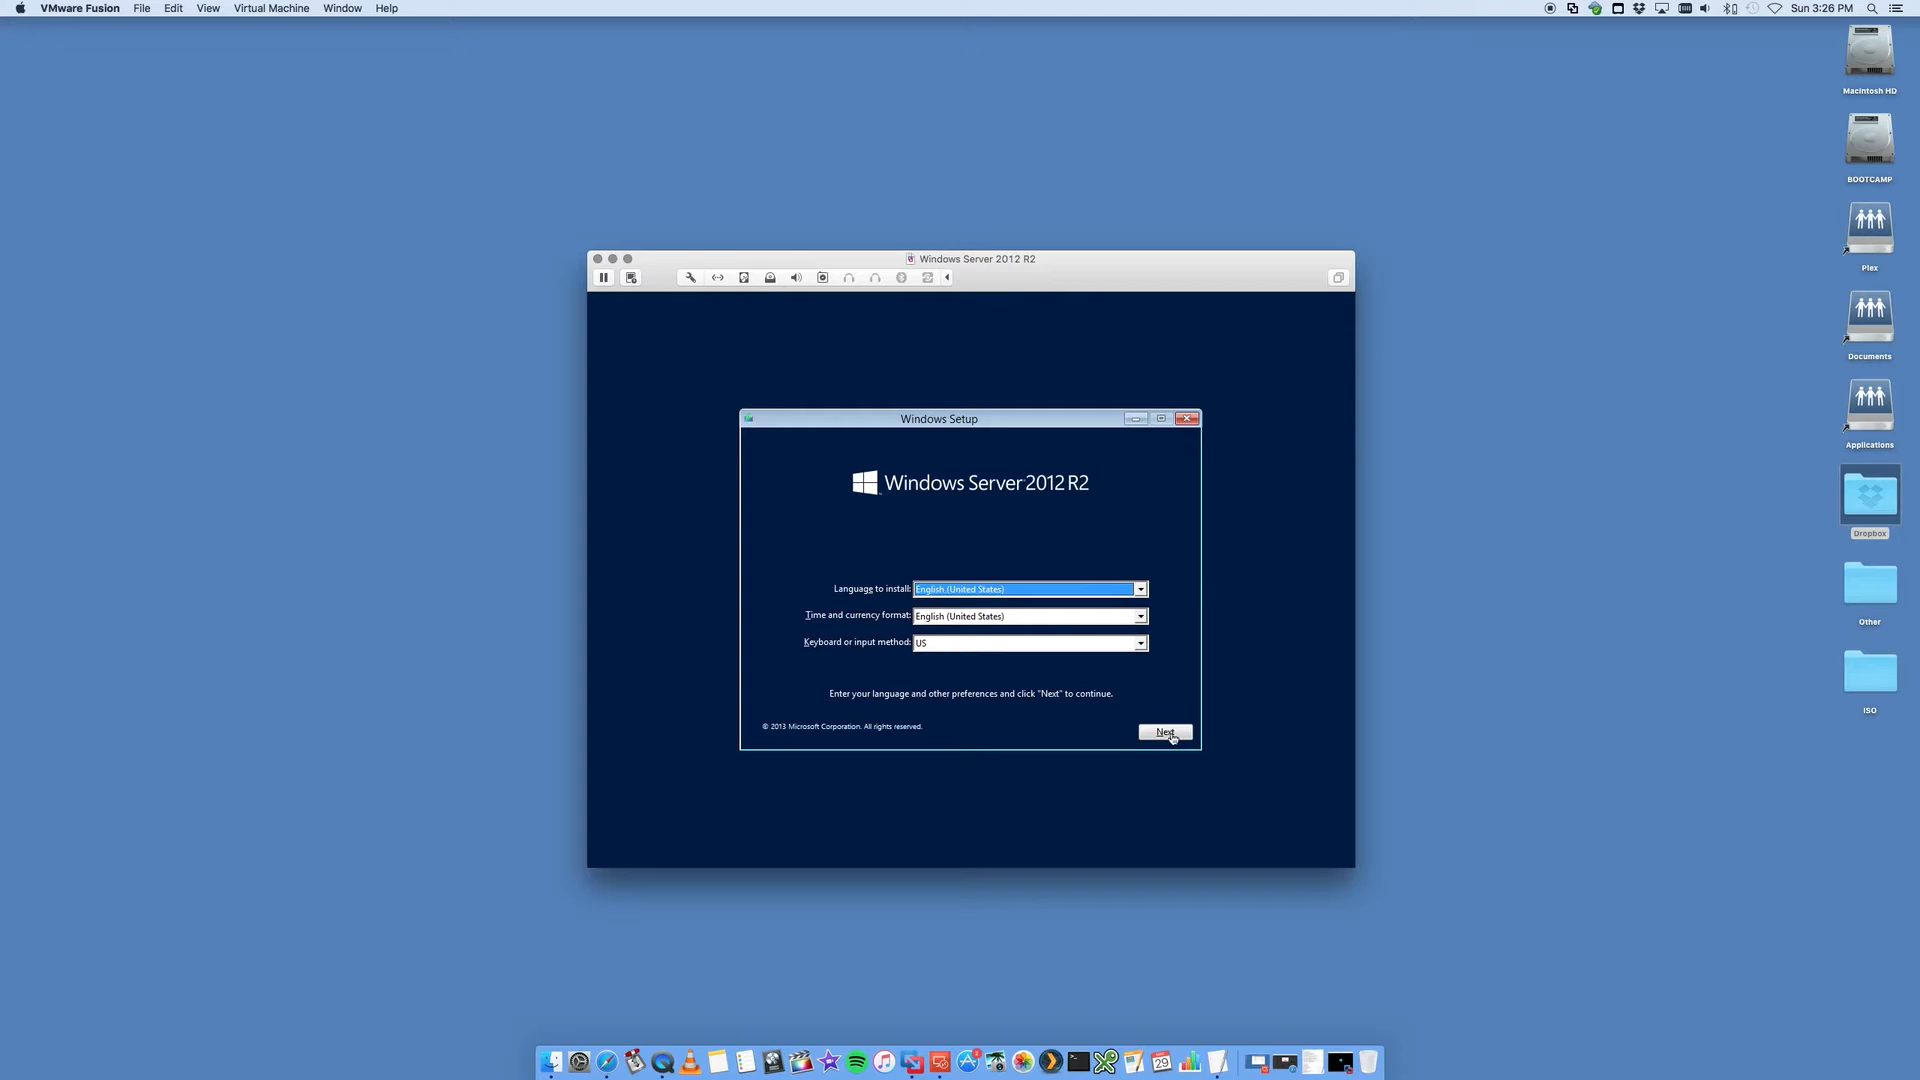 VMware Fusion File Edit View Virtual Machine Window Help Sun 3:26 PM
Macintosh HD
BOOTCAMP
Plex
Documents
Applications
Dropbox
Other
ISO
Windows Server 2012 R2
Windows Setup
Windows Server 2012 R2
Language to install: English (United States)
Time and currency format: English (United States)
Keyboard or input method: US
Enter your language and other preferences and click "Next" to continue.
© 2013 Microsoft Corporation. All rights reserved.
Next
29